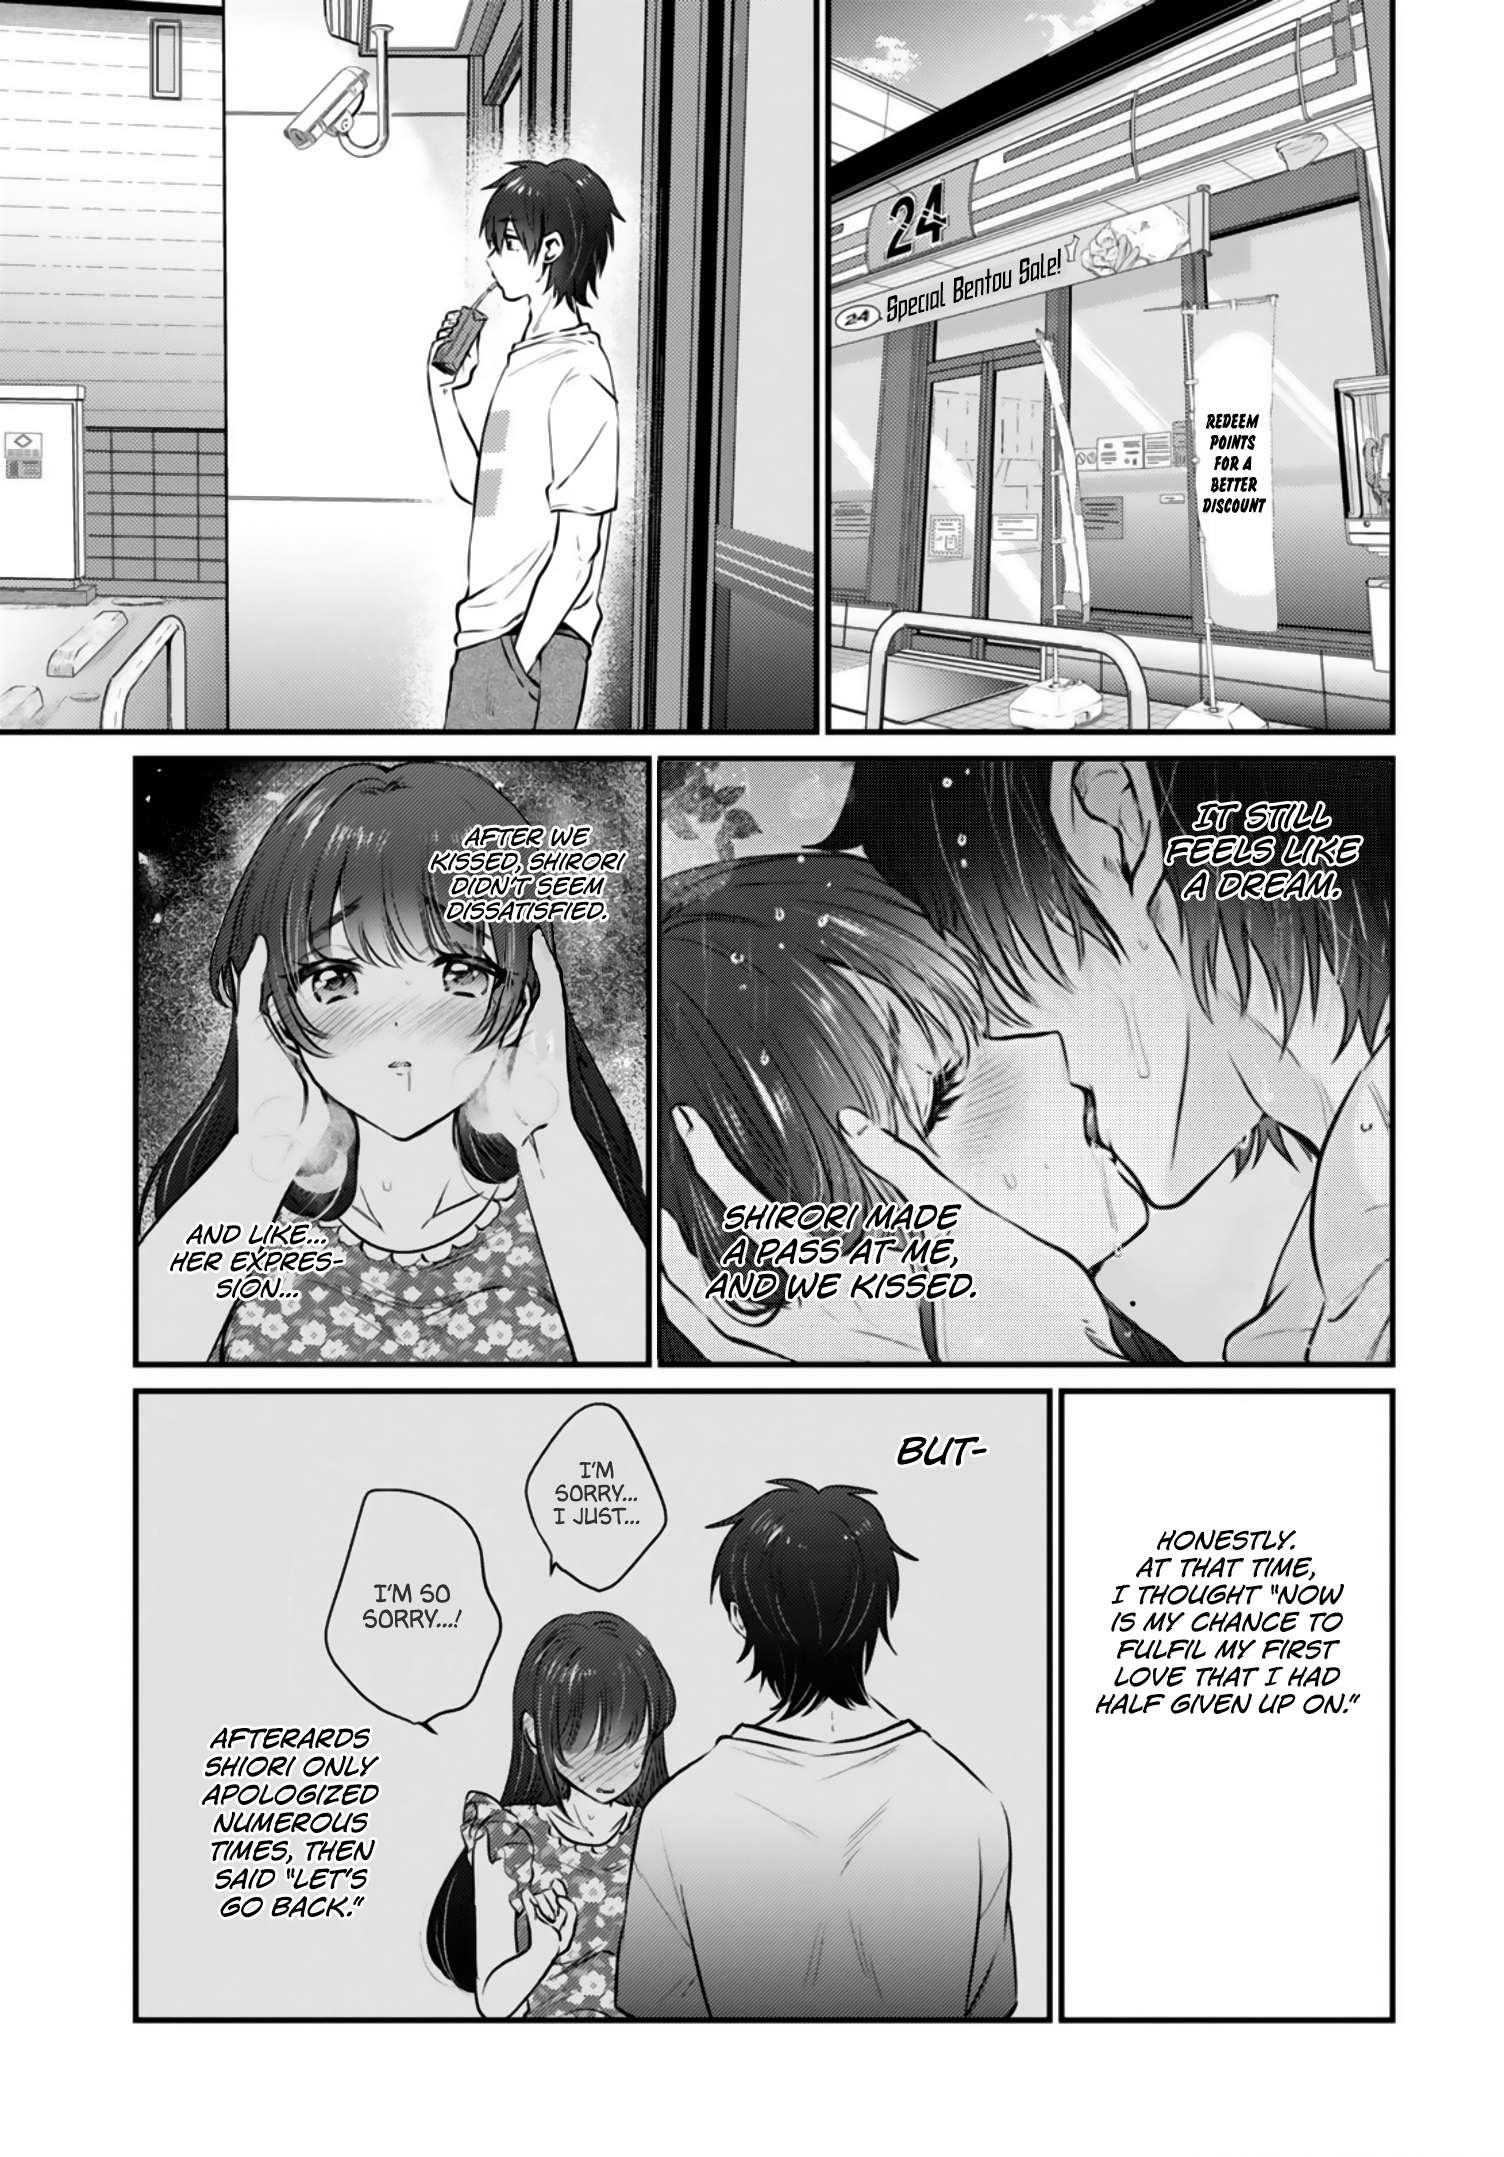 24
24
Special Bentou Sale!
REDEEM
POINTS
FOR A
BETTER
DISCOUNT
IT STILL
FEELS LIKE
A DREAM.
SHIRORI MADE
A PASS AT ME,
AND WE KISSED.
AFTER WE
KISSED, SHIRORI
DIDN'T SEEM
DISSATISFIED.
AND LIKE...
HER EXPRES-
SION...
HONESTLY.
AT THAT TIME,
I THOUGHT "NOW
IS MY CHANCE TO
FULFIL MY FIRST
LOVE THAT I HAD
HALF GIVEN UP ON."
BUT-
I'M
SORRY...
I JUST...
I'M SO
SORRY...!
AFTERARDS
SHIORI ONLY
APOLOGIZED
NUMEROUS
TIMES, THEN
SAID "LET'S
GO BACK."